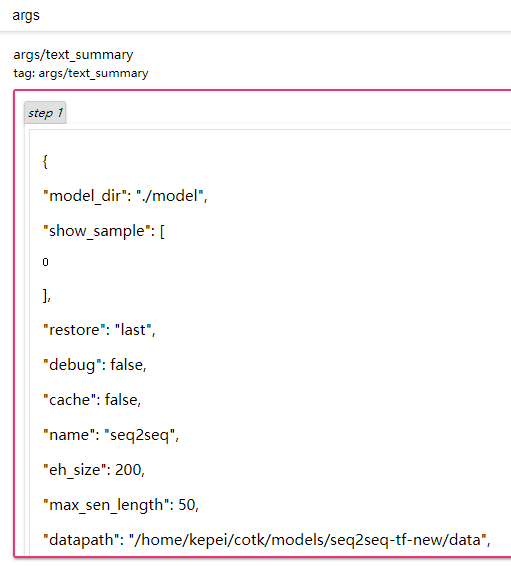 args
args/text_summary
tag: args/text_summary
step 1
{
"model_dir": "./model",
"show_sample": [
0
],
"restore": "last",
"debug": false,
"cache": false,
"name": "seq2seq",
"eh_size": 200,
"max_sen_length": 50,
"datapath": "/home/kepei/cotk/models/seq2seq-tf-new/data",